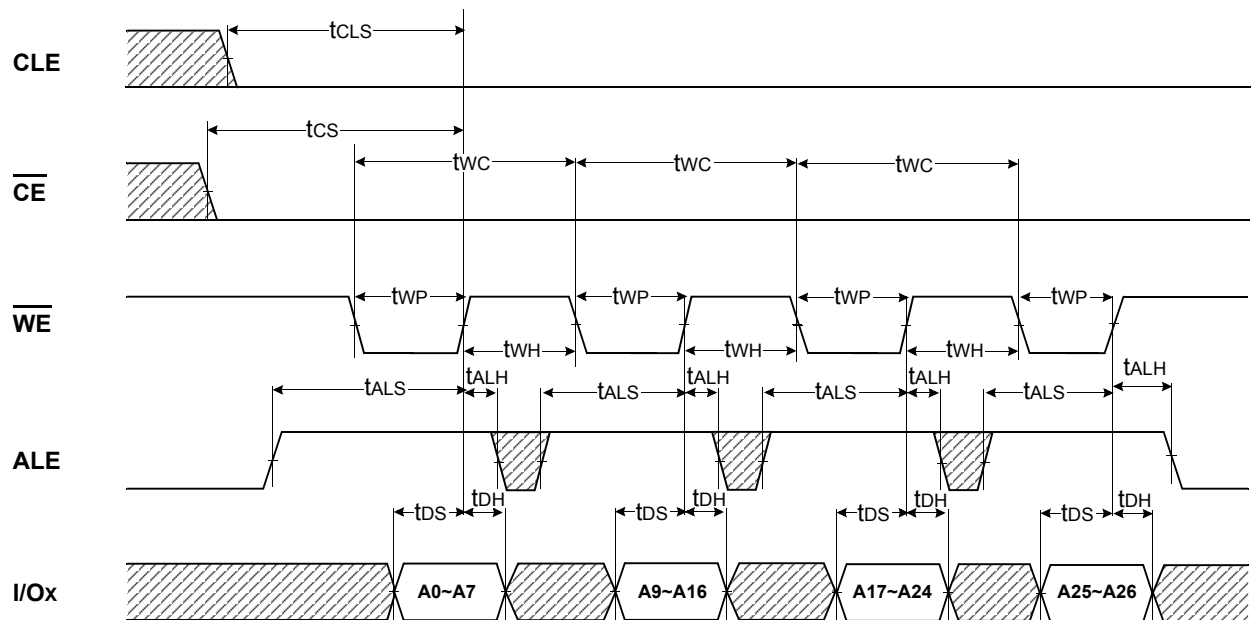 CLE
tCLS
CE
tCS
tWC tWC tWC
WE
tWP tWP tWP tWP
tWH tWH tWH
ALE
tALS tALH tALS tALH tALS tALH tALS tALH
tDS tDH tDS tDH tDS tDH tDS tDH
I/Ox
A0~A7 A9~A16 A17~A24 A25~A26